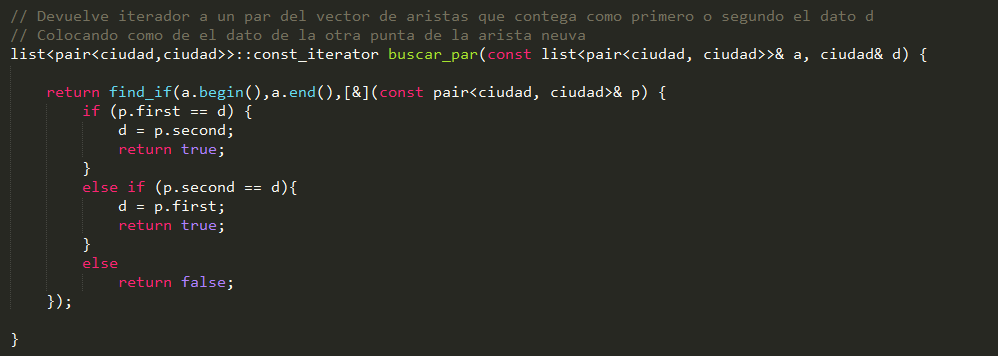 // Devuelve iterador a un par del vector de aristas que contega como primero o segundo el dato d
// Colocando como de el dato de la otra punta de la arista neuva
list<pair<ciudad,ciudad>>::const_iterator buscar_par(const list<pair<ciudad, ciudad>>& a, ciudad& d) {
    return find_if(a.begin(),a.end(),[&](const pair<ciudad, ciudad>& p) {
        if (p.first == d) {
            d = p.second;
            return true;
        }
        else if (p.second == d){
            d = p.first;
            return true;
        }
        else
            return false;
    });
}